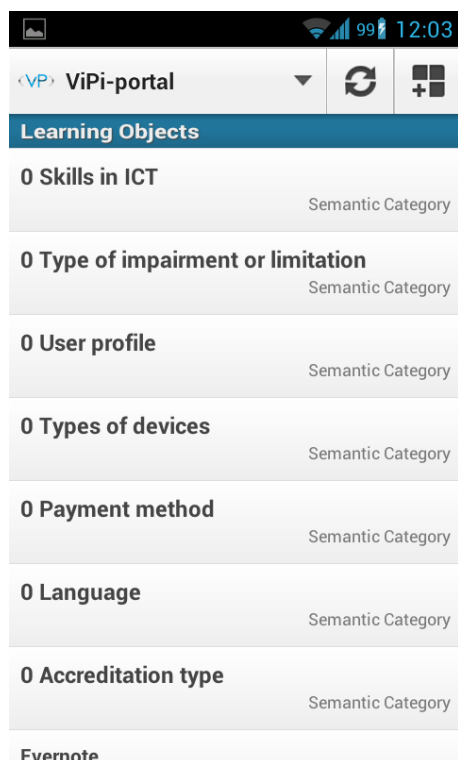 99 12:03
‹VP› ViPi-portal
Learning Objects
0 Skills in ICT
Semantic Category
0 Type of impairment or limitation
Semantic Category
0 User profile
Semantic Category
0 Types of devices
Semantic Category
0 Payment method
Semantic Category
0 Language
Semantic Category
0 Accreditation type
Semantic Category
Evernote